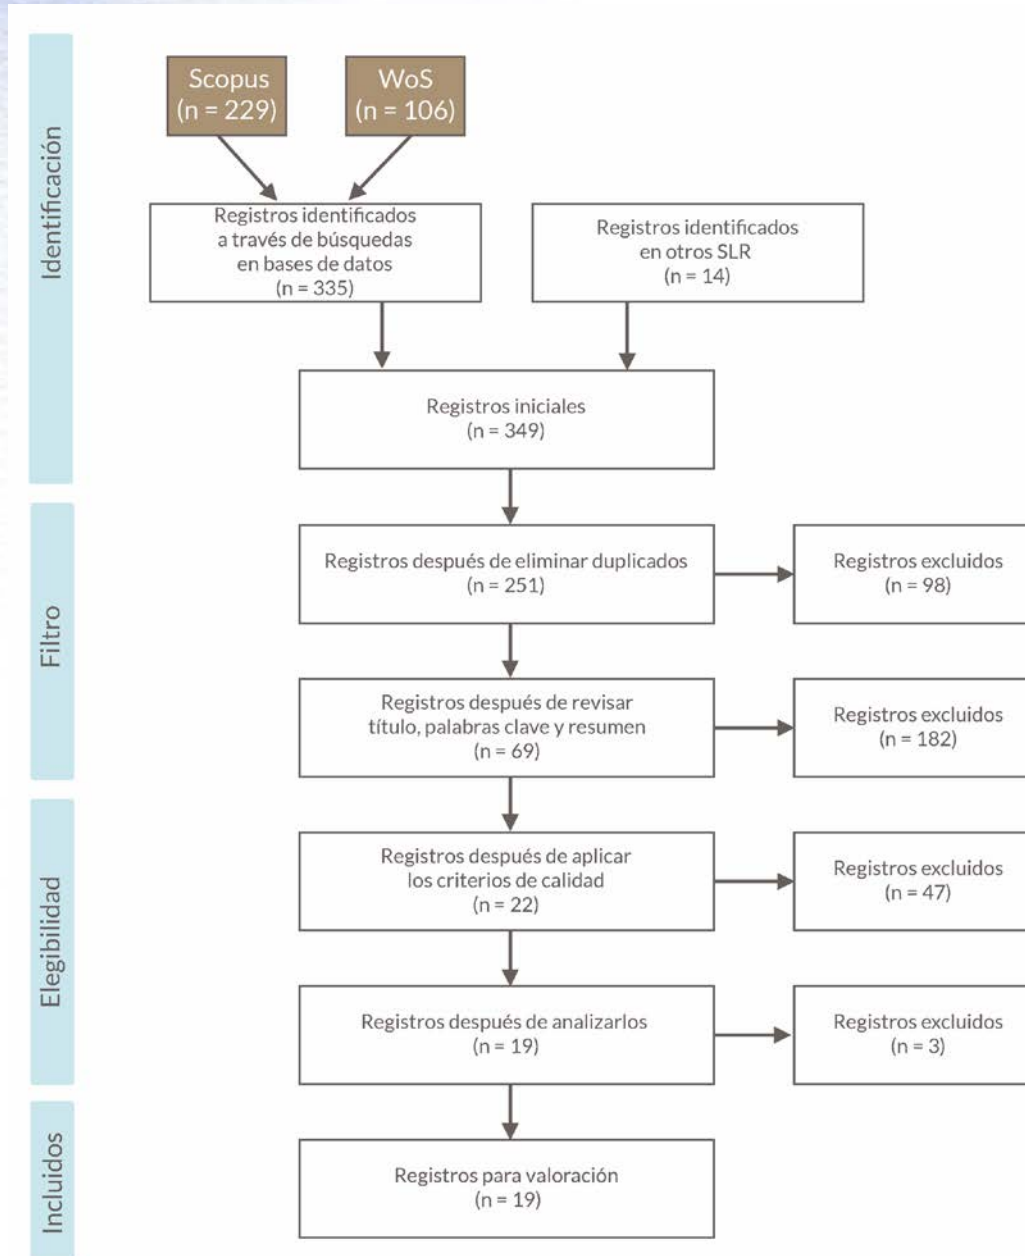 Identificación
Scopus
(n = 229)
WoS
(n = 106)
Registros identificados
a través de búsquedas
en bases de datos
(n = 335)
Registros identificados
en otros SLR
(n = 14)
Registros iniciales
(n = 349)
Filtro
Registros después de eliminar duplicados
(n = 251)
Registros excluidos
(n = 98)
Registros después de revisar
título, palabras clave y resumen
(n = 69)
Registros excluidos
(n = 182)
Elegibilidad
Registros después de aplicar
los criterios de calidad
(n = 22)
Registros excluidos
(n = 47)
Registros después de analizarlos
(n = 19)
Registros excluidos
(n = 3)
Incluidos
Registros para valoración
(n = 19)